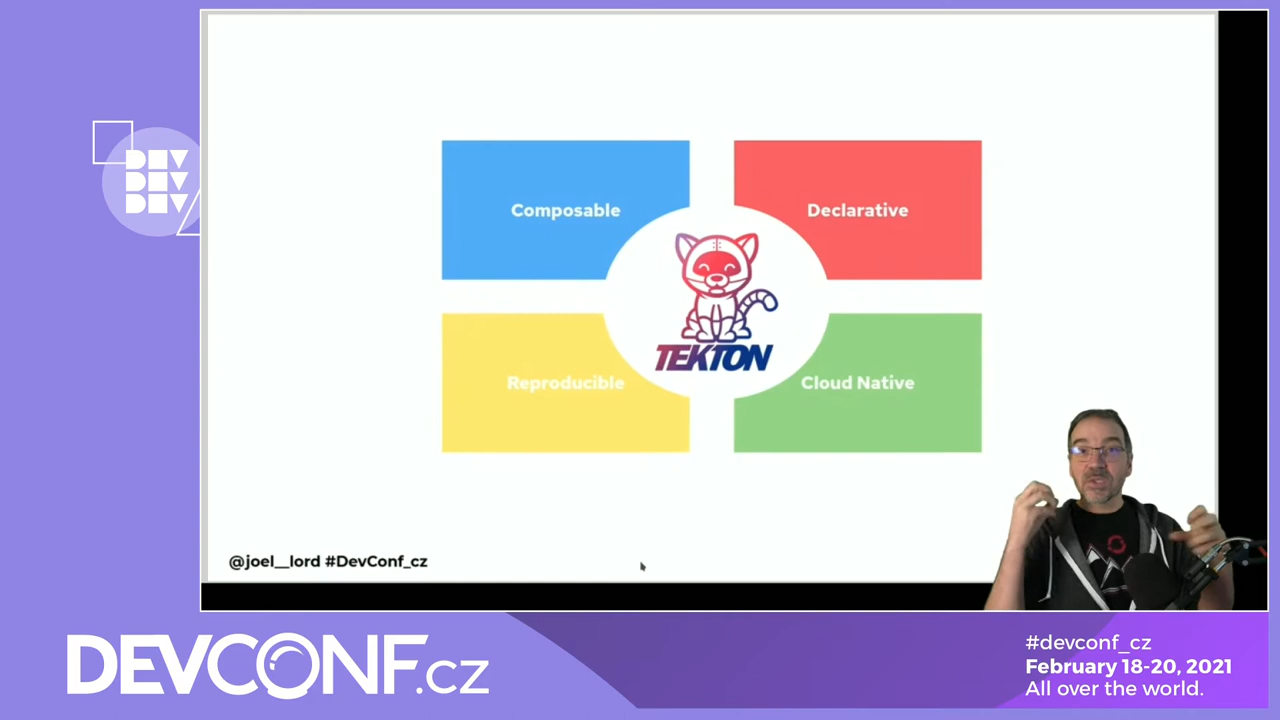 DEV
DEV
DEV
Composable
Declarative
TEKTON
Reproducible
Cloud Native
@joel__lord #DevConf_cz
DEVCONF.cz
#devconf_cz
February 18-20, 2021
All over the world.